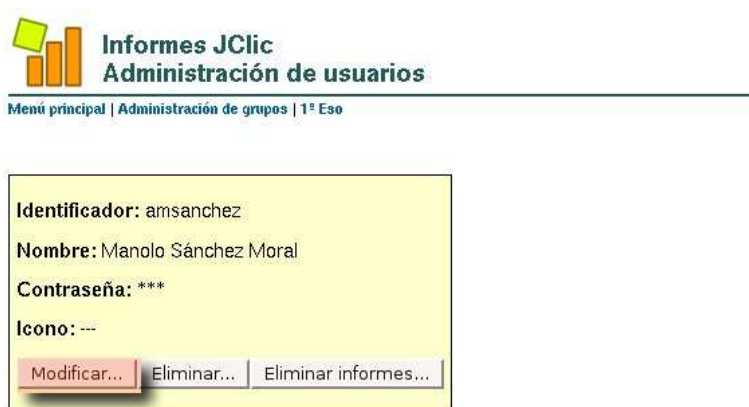 Informes JClic
Administración de usuarios
Menú principal | Administración de grupos | 1º Eso
Identificador: amsanchez
Nombre: Manolo Sánchez Moral
Contraseña: ***
Icono: ---
Modificar... Eliminar... Eliminar informes...